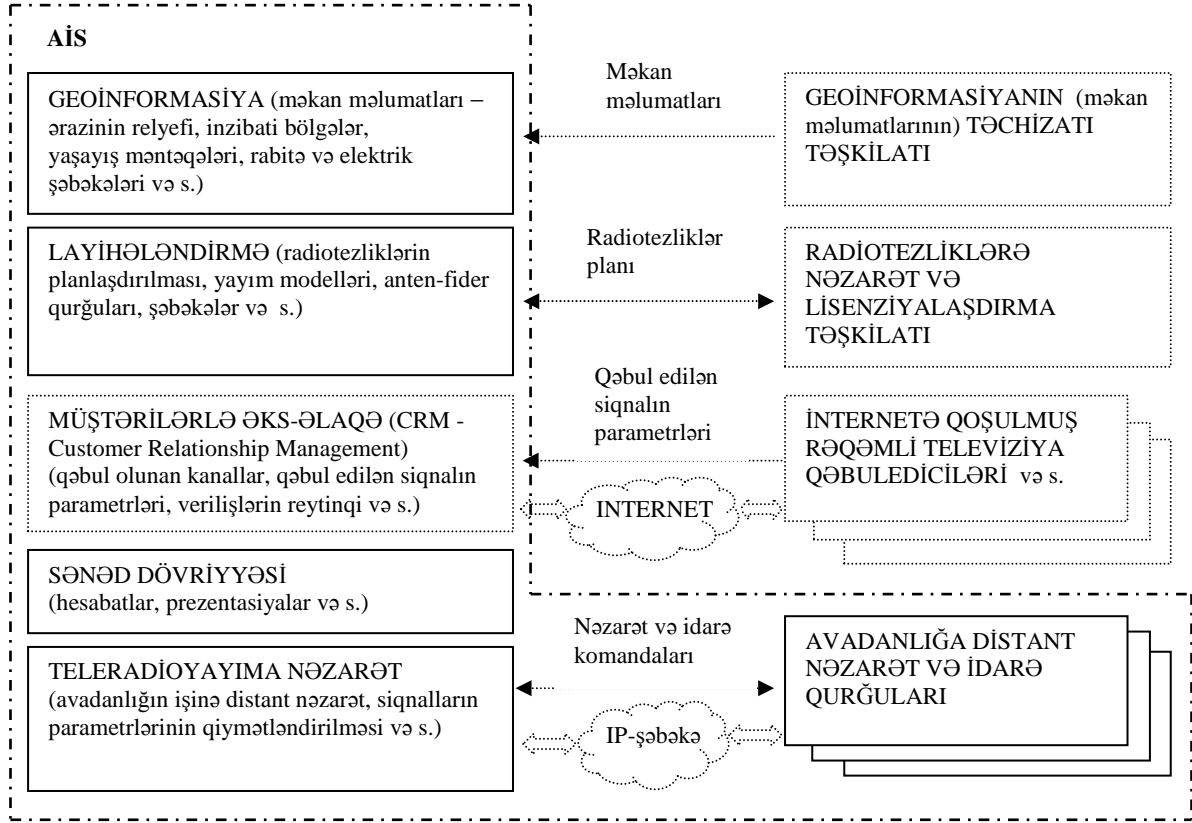 AİS
GEOİNFORMASİYA (məkan məlumatları –
ərazinin relyefi, inzibati bölgələr,
yaşayış məntəqələri, rabitə və elektrik
şəbəkələri və s.)
Məkan
məlumatları
GEOİNFORMASİYANIN (məkan
məlumatlarının) TƏCHİZATI
TƏŞKİLATI
LAYİHƏLƏNDİRMƏ (radiotezliklərin
planlaşdırılması, yayım modelləri, anten-fider
qurğuları, şəbəkələr və s.)
Radiotezliklər
planı
RADİOTEZLİKLƏRƏ
NƏZARƏT VƏ
LİSENZİYALAŞDIRMA
TƏŞKİLATI
MÜŞTƏRİLƏRLƏ ƏKS-ƏLAQƏ (CRM -
Customer Relationship Management)
(qəbul olunan kanallar, qəbul edilən siqnalın
parametrləri, verilişlərin reytinqi və s.)
Qəbul edilən
siqnalın
parametrləri
INTERNET
İNTERNETƏ QOŞULMUŞ
RƏQƏMLİ TELEVİZİYA
QƏBULEDİCİLƏRİ və s.
SƏNƏD DÖVRİYYƏSİ
(hesabatlar, prezentasiyalar və s.)
TELERADİOYAYIMA NƏZARƏT
(avadanlığın işinə distant nəzarət, siqnalların
parametrlərinin qiymətləndirilməsi və s.)
Nəzarət və idarə
komandaları
IP-şəbəkə
AVADANLIĞA DİSTANT
NƏZARƏT VƏ İDARƏ
QURĞULARI